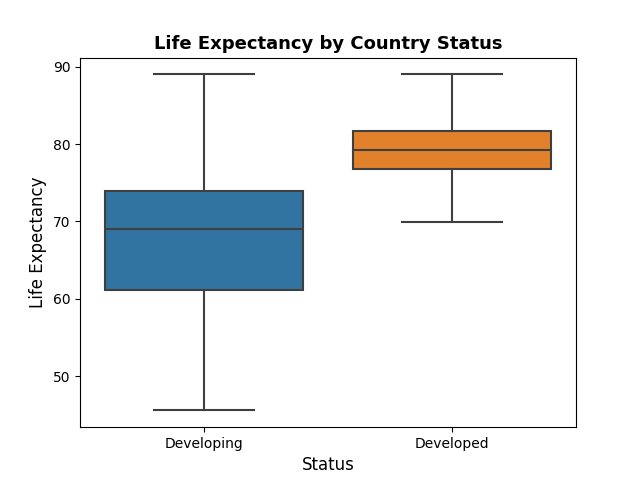 Life Expectancy by Country Status
90
80
70
60
50
Life Expectancy
Developing
Developed
Status